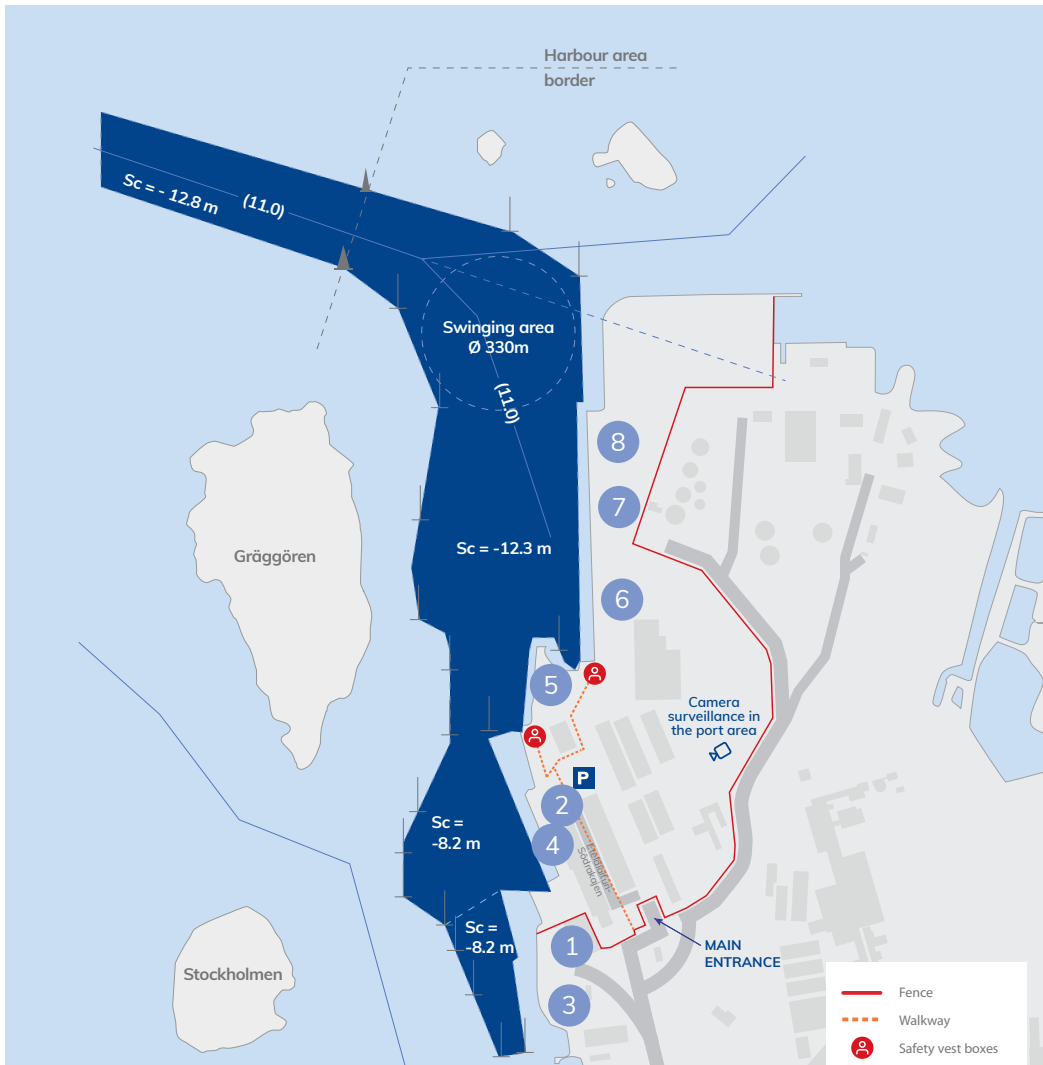 Harbour area
border
Sc = - 12.8 m
(11.0)
Swinging area
Ø 330m
(11.0)
8
7
Gräggören
Sc = -12.3 m
6
5
Camera
surveillance in
the port area
P
2
Sc =
-8.2 m
4
Eteläлaituri-
Södrakajen
Sc =
-8.2 m
1
MAIN
ENTRANCE
Stockholmen
3
Fence
Walkway
Safety vest boxes